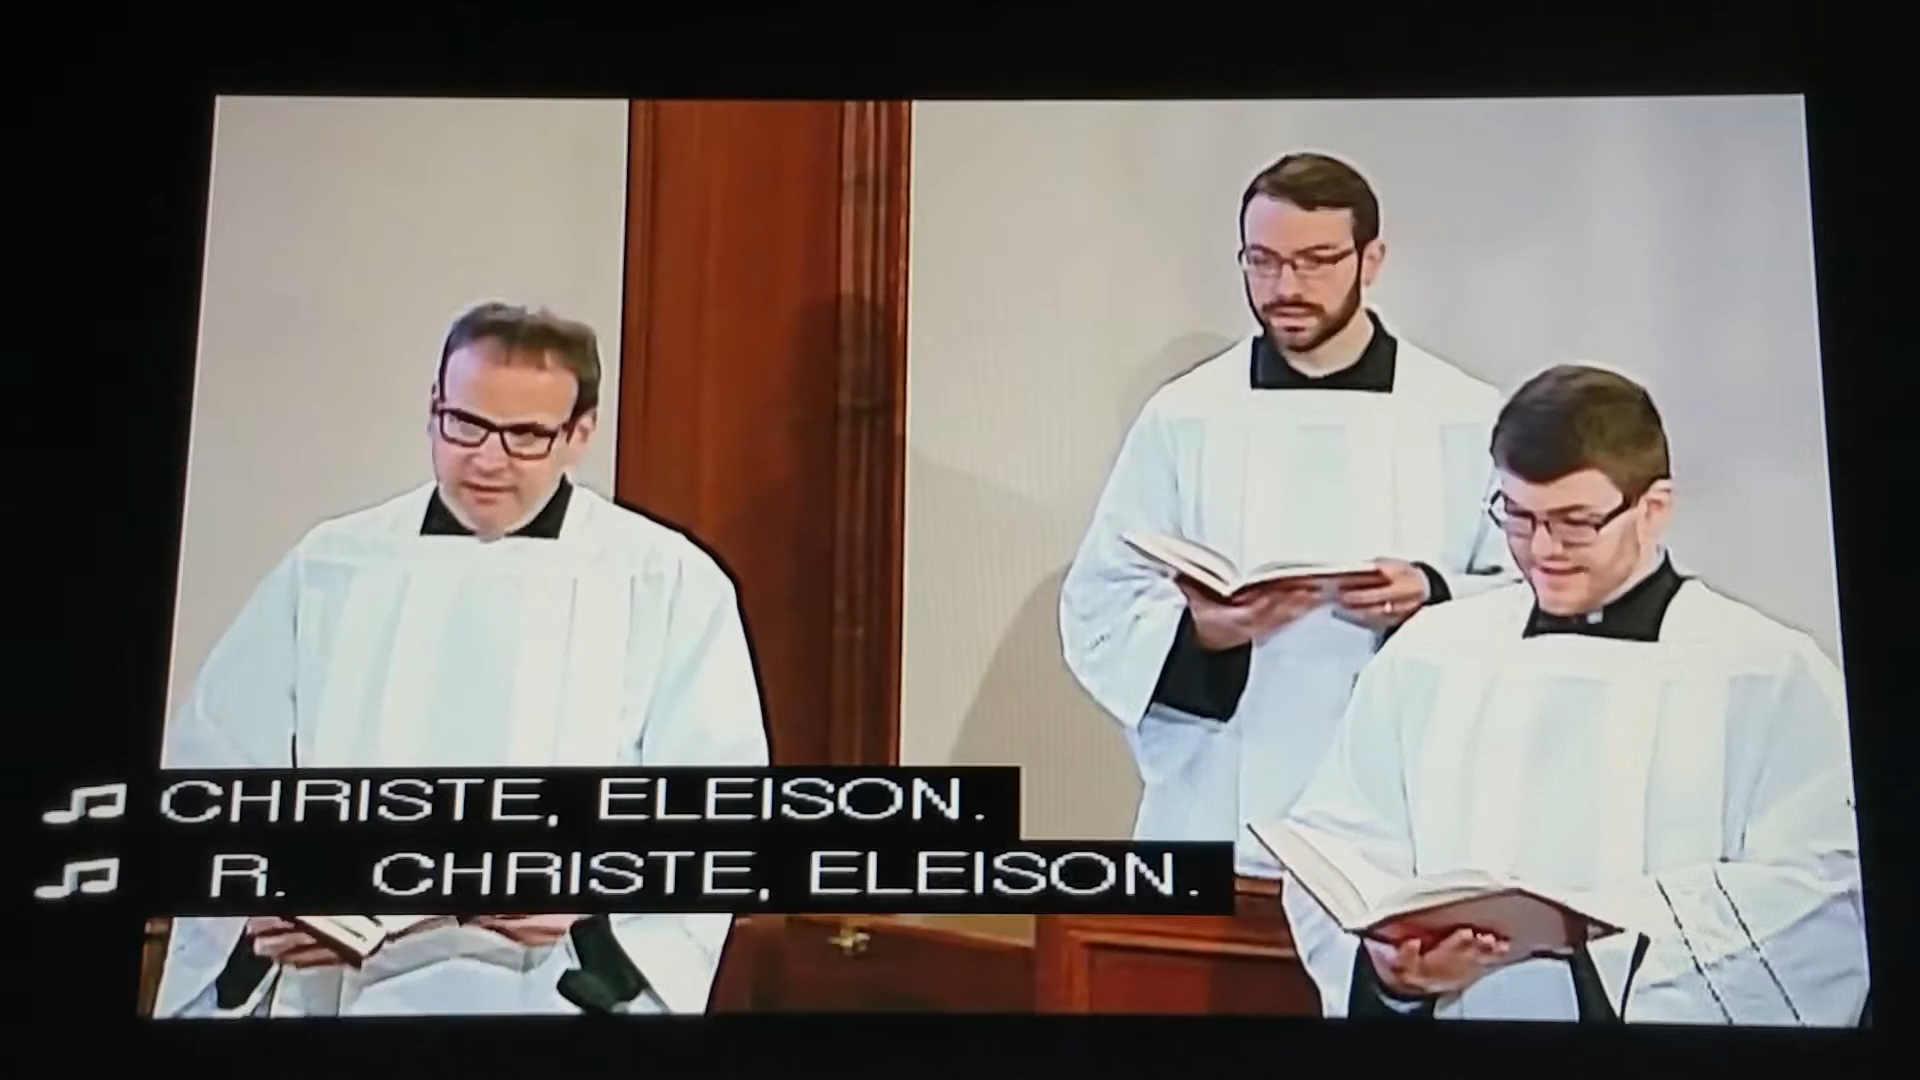 ♫ CHRISTE, ELEISON.
♫ R. CHRISTE, ELEISON.